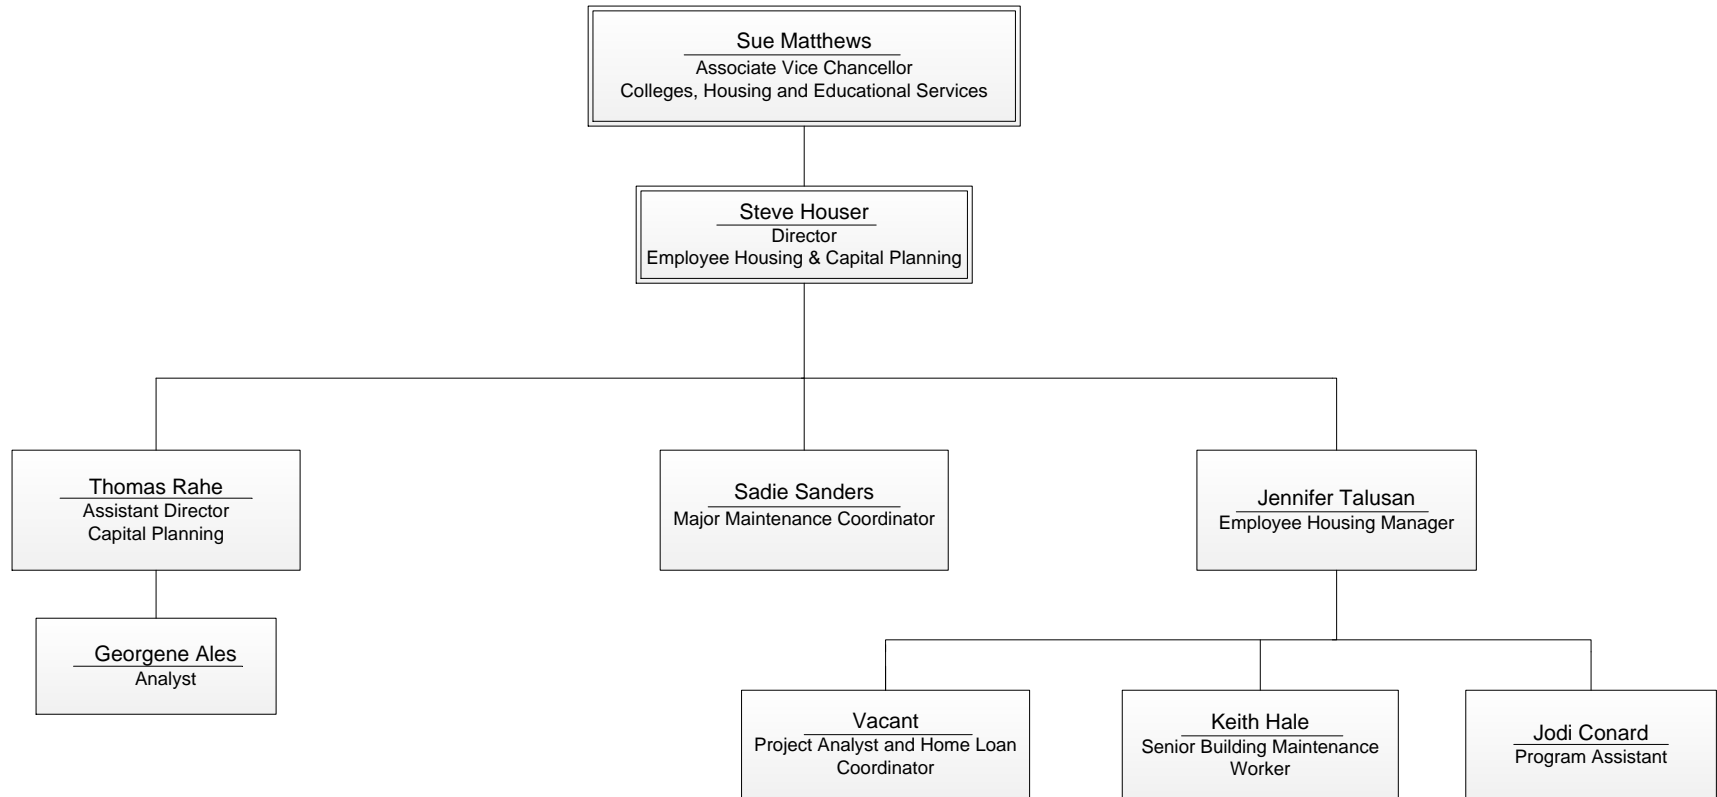 Sue Matthews
Associate Vice Chancellor
Colleges, Housing and Educational Services
Steve Houser
Director
Employee Housing & Capital Planning
Thomas Rahe
Assistant Director
Capital Planning
Sadie Sanders
Major Maintenance Coordinator
Jennifer Talusan
Employee Housing Manager
Georgene Ales
Analyst
Vacant
Project Analyst and Home Loan
Coordinator
Keith Hale
Senior Building Maintenance
Worker
Jodi Conard
Program Assistant